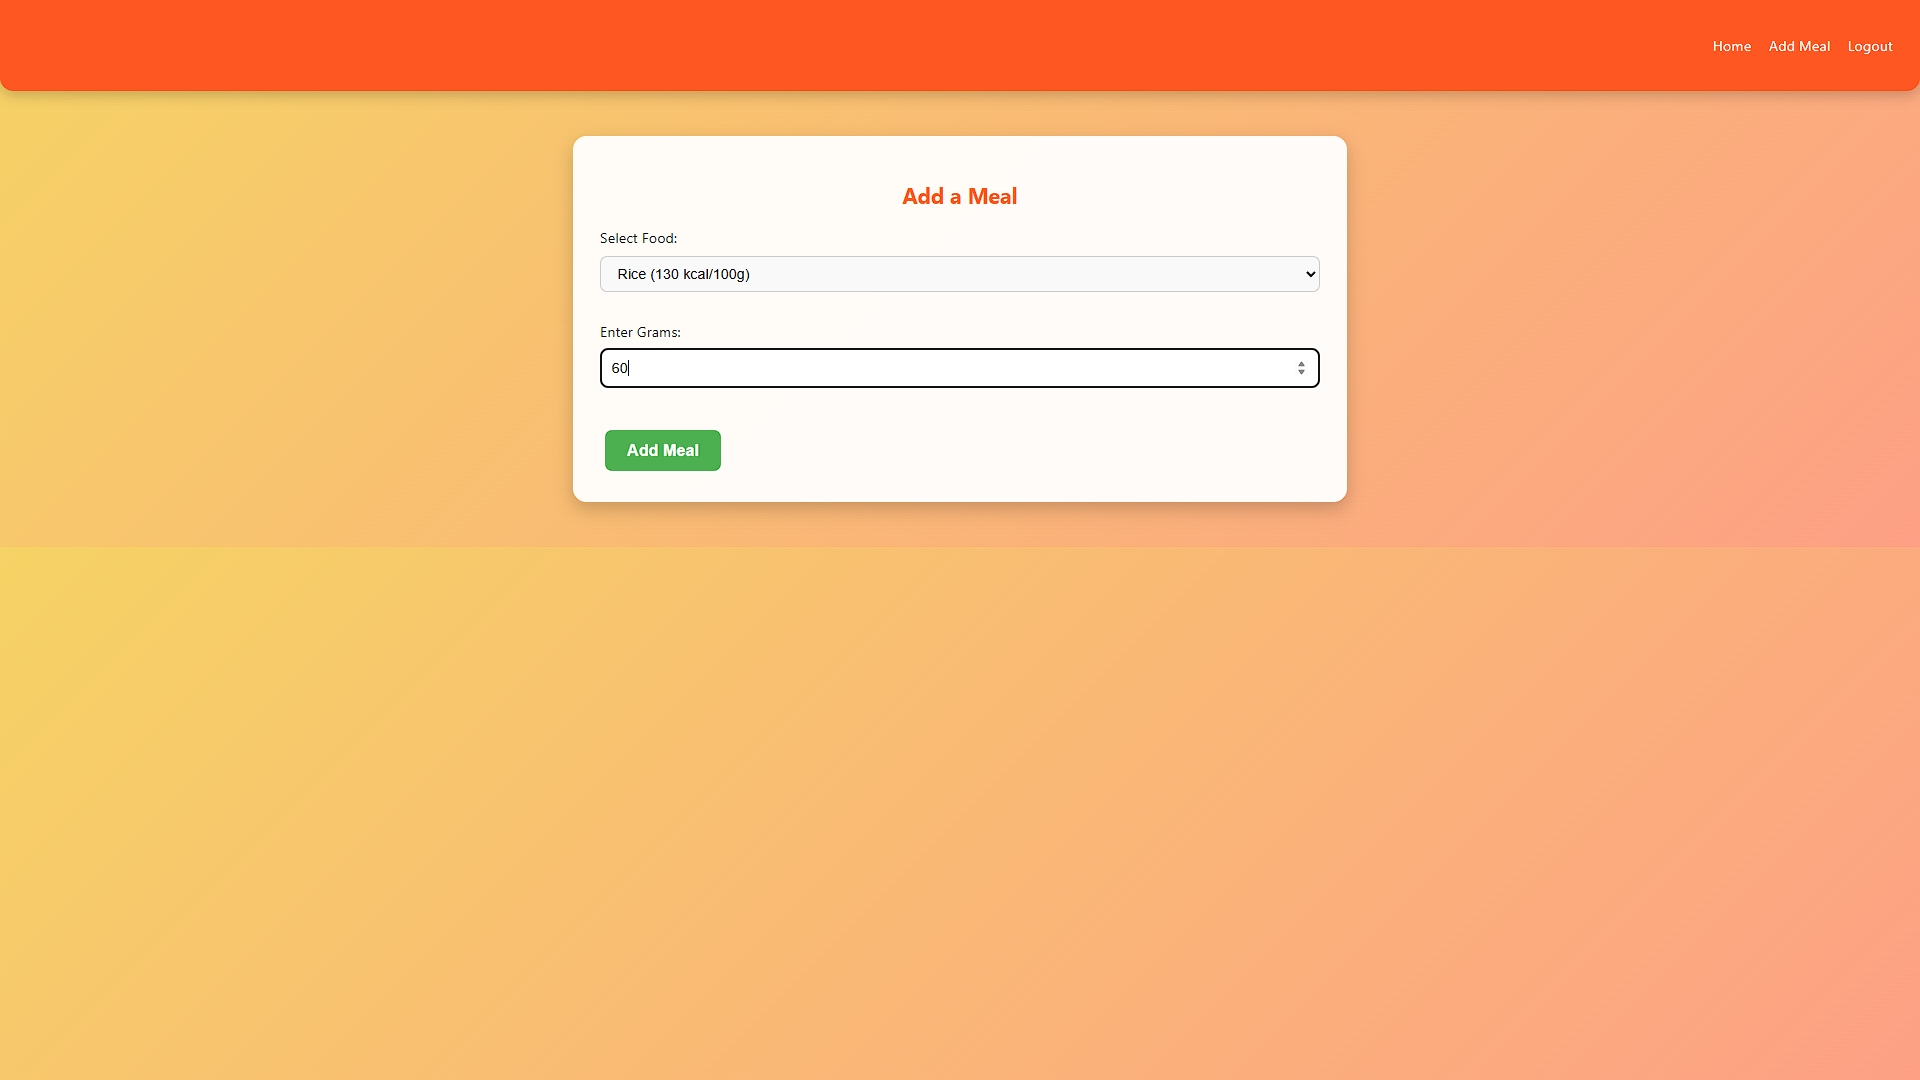 Home Add Meal Logout
Add a Meal
Select Food:
Rice (130 kcal/100g)
Enter Grams:
60
Add Meal